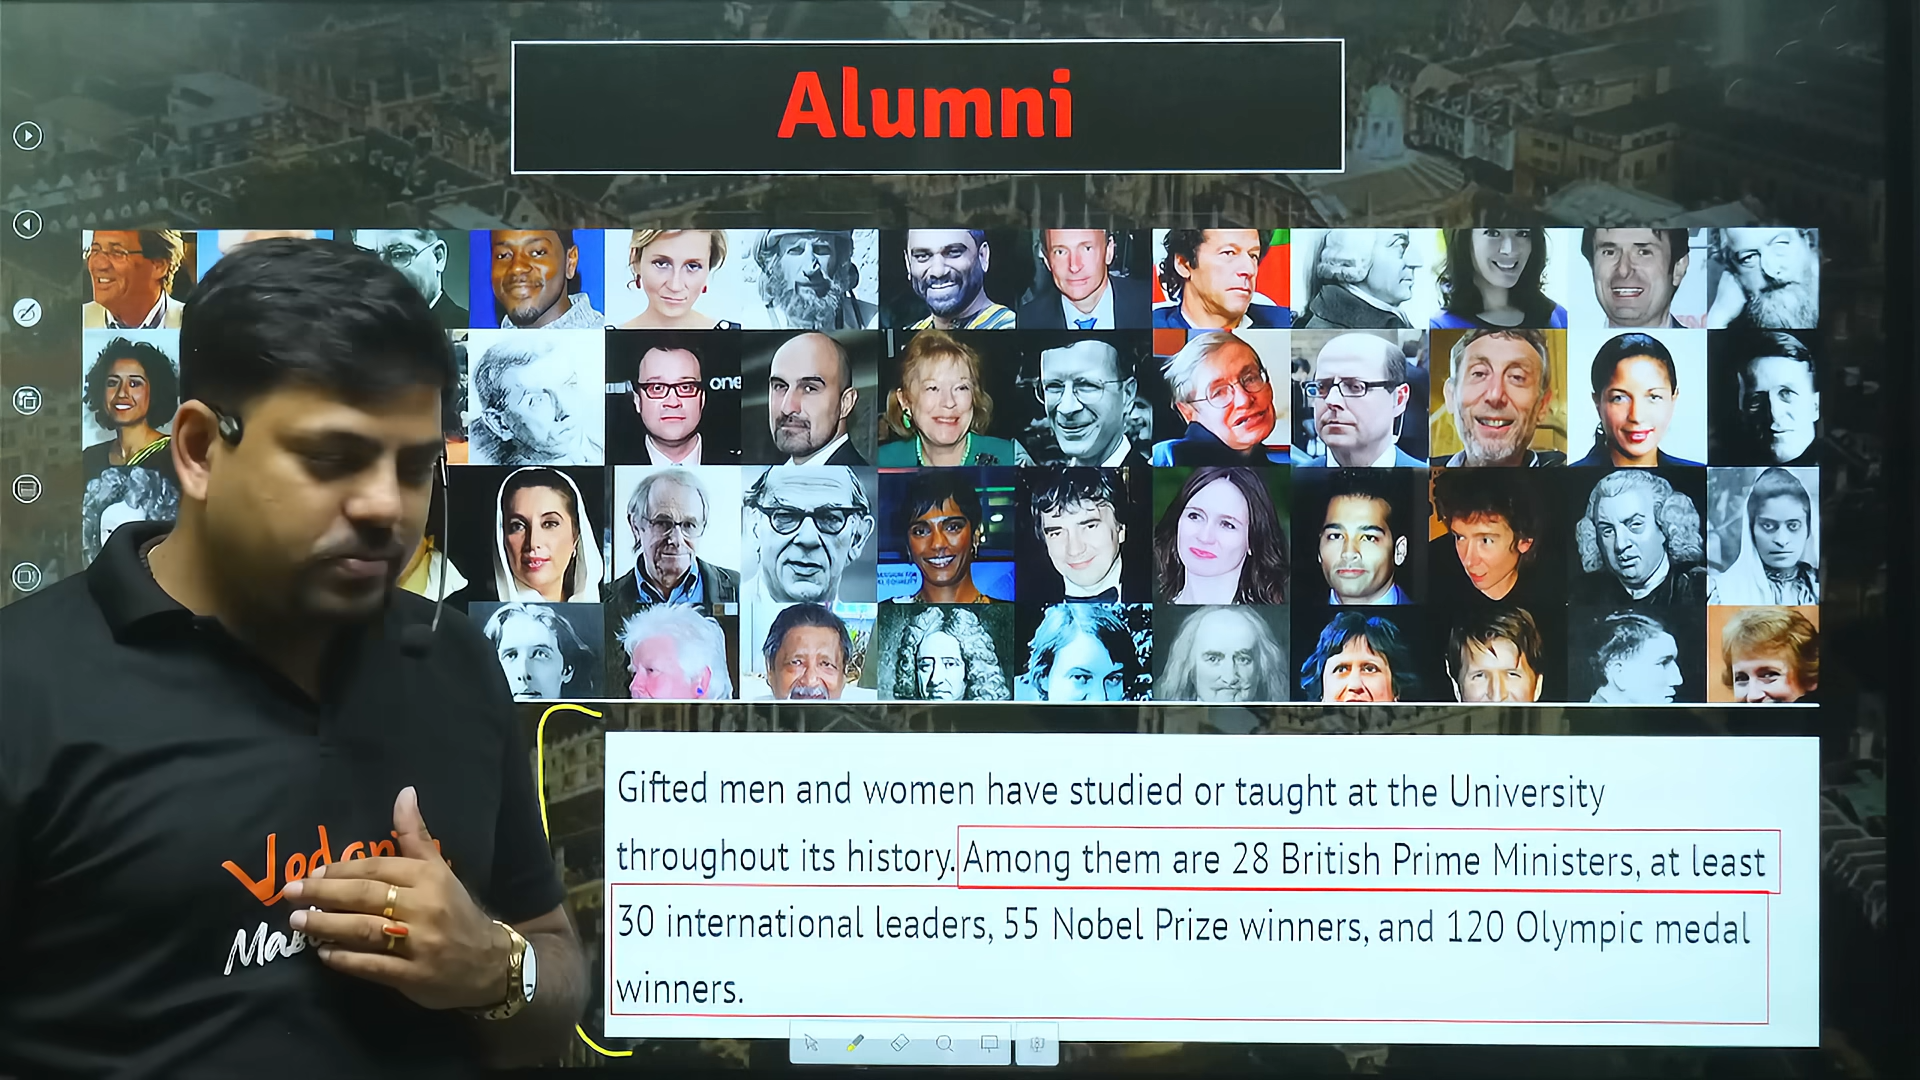 Alumni
one
Gifted men and women have studied or taught at the University
throughout its history. Among them are 28 British Prime Ministers, at least
30 international leaders, 55 Nobel Prize winners, and 120 Olympic medal
winners.